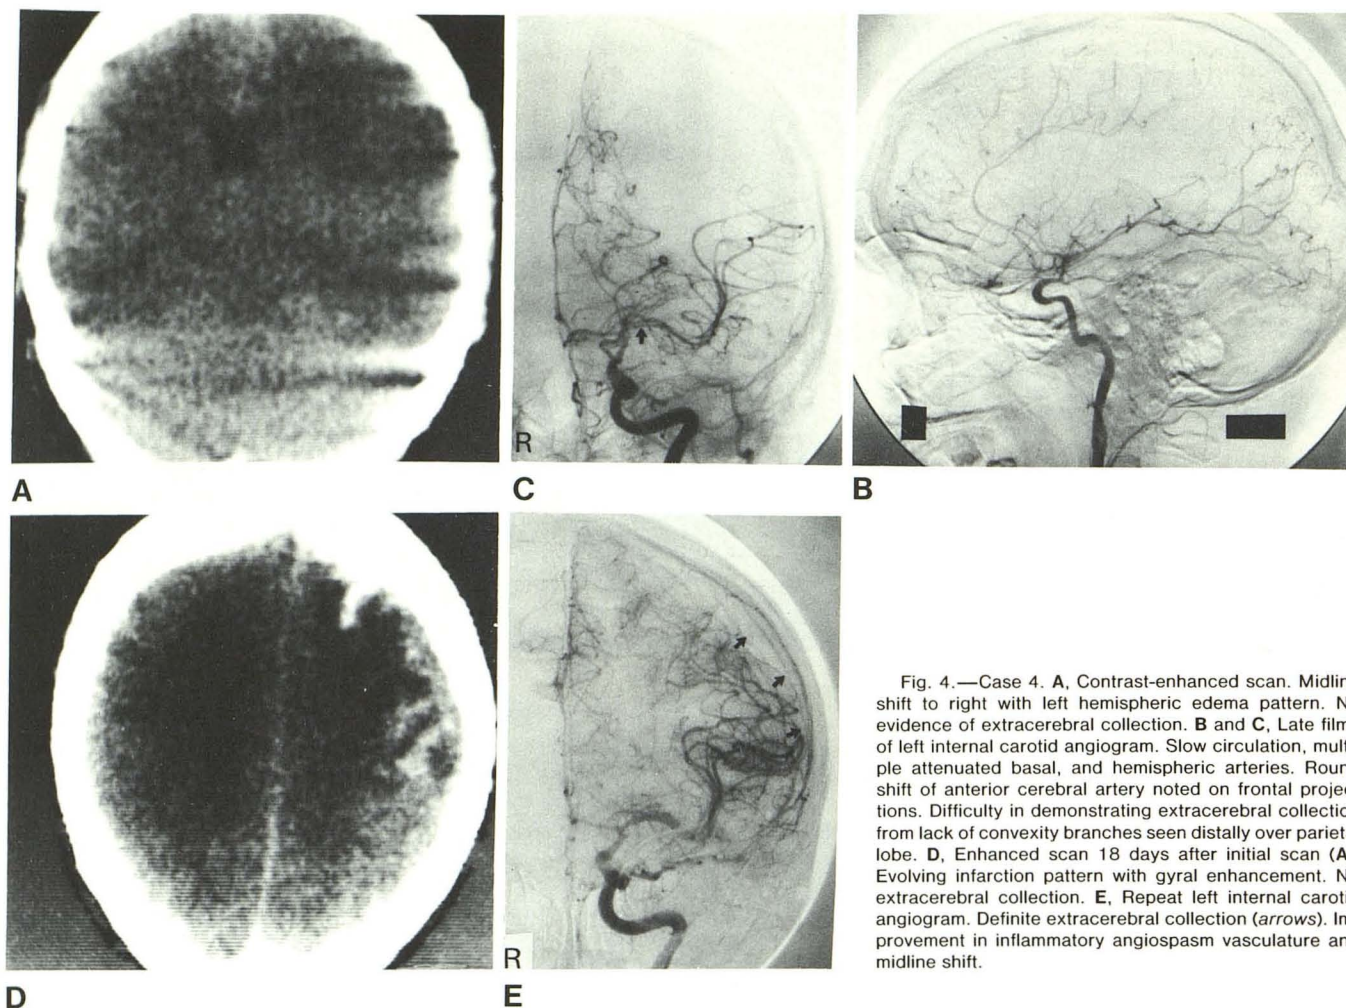 R
A
C
B
R
D
E
Fig. 4.—Case 4. A, Contrast-enhanced scan. Midlin
shift to right with left hemispheric edema pattern. N
evidence of extracerebral collection. B and C, Late film
of left internal carotid angiogram. Slow circulation, mult
ple attenuated basal, and hemispheric arteries. Roun
shift of anterior cerebral artery noted on frontal projec
tions. Difficulty in demonstrating extracerebral collectio
from lack of convexity branches seen distally over pariet
lobe. D, Enhanced scan 18 days after initial scan (A
Evolving infarction pattern with gyral enhancement. N
extracerebral collection. E, Repeat left internal caroti
angiogram. Definite extracerebral collection (arrows). Im
provement in inflammatory angiospasm vasculature an
midline shift.